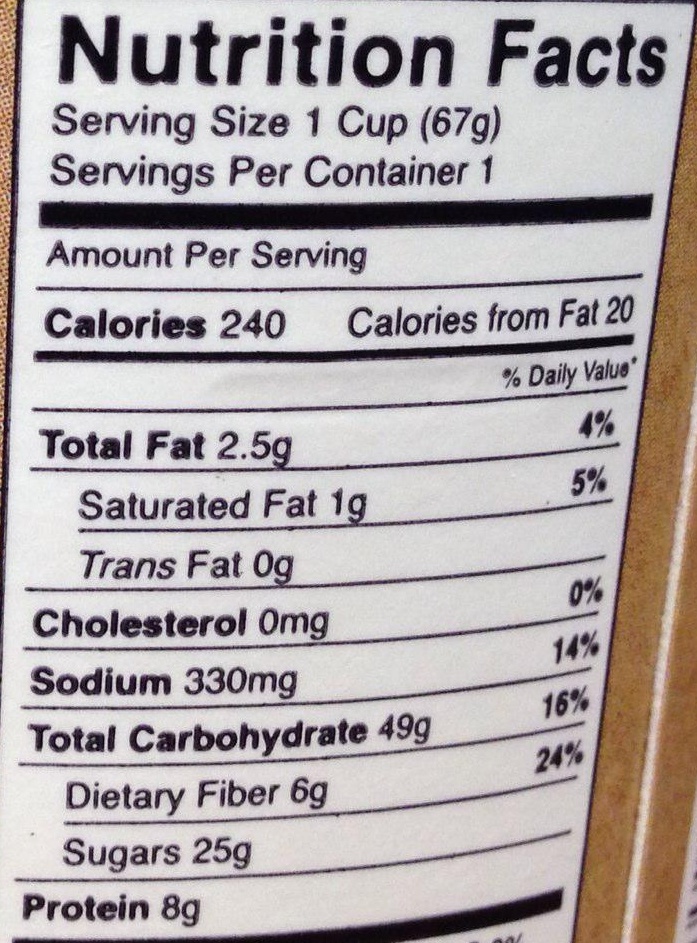 Nutrition Facts
Serving Size 1 Cup (67g)
Servings Per Container 1
Amount Per Serving
Calories 240 Calories from Fat 20
% Daily Value*
Total Fat 2.5g 4%
Saturated Fat 1g 5%
Trans Fat 0g
Cholesterol 0mg 0%
Sodium 330mg 14%
Total Carbohydrate 49g 16%
Dietary Fiber 6g 24%
Sugars 25g
Protein 8g